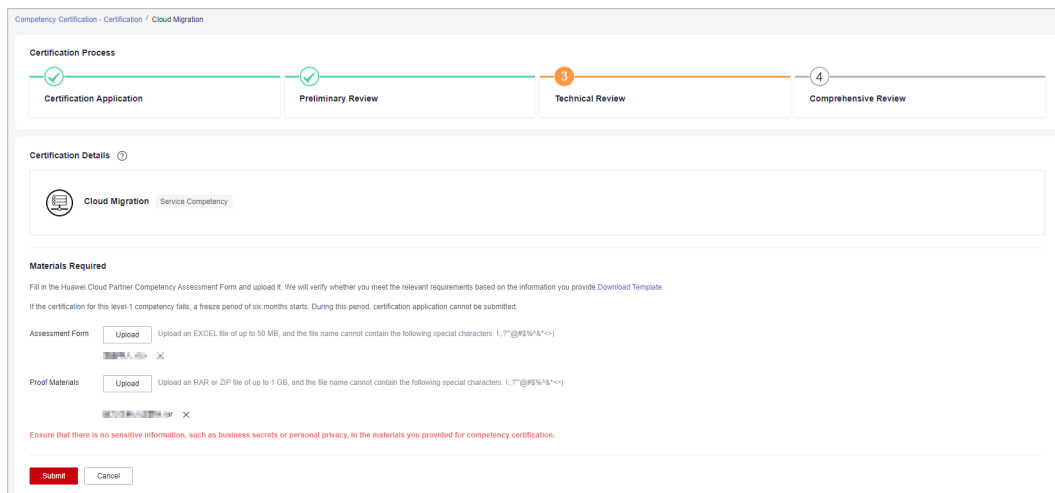 Competency Certification - Certification / Cloud Migration
Certification Process
3
4
Certification Application
Preliminary Review
Technical Review
Comprehensive Review
Certification Details ?
Cloud Migration Service Competency
Materials Required
Fill in the Huawei Cloud Partner Competency Assessment Form and upload it. We will verify whether you meet the relevant requirements based on the information you provide.Download Template
If the certification for this level-1 competency fails, a freeze period of six months starts. During this period, certification application cannot be submitted.
Assessment Form Upload Upload an EXCEL file of up to 50 MB, and the file name cannot contain the following special characters: !:;?'"@#$%^&*<>|
Proof Materials Upload Upload an RAR or ZIP file of up to 1 GB, and the file name cannot contain the following special characters: !:;?'"@#$%^&*<>|
Ensure that there is no sensitive information, such as business secrets or personal privacy, in the materials you provided for competency certification.
Submit Cancel